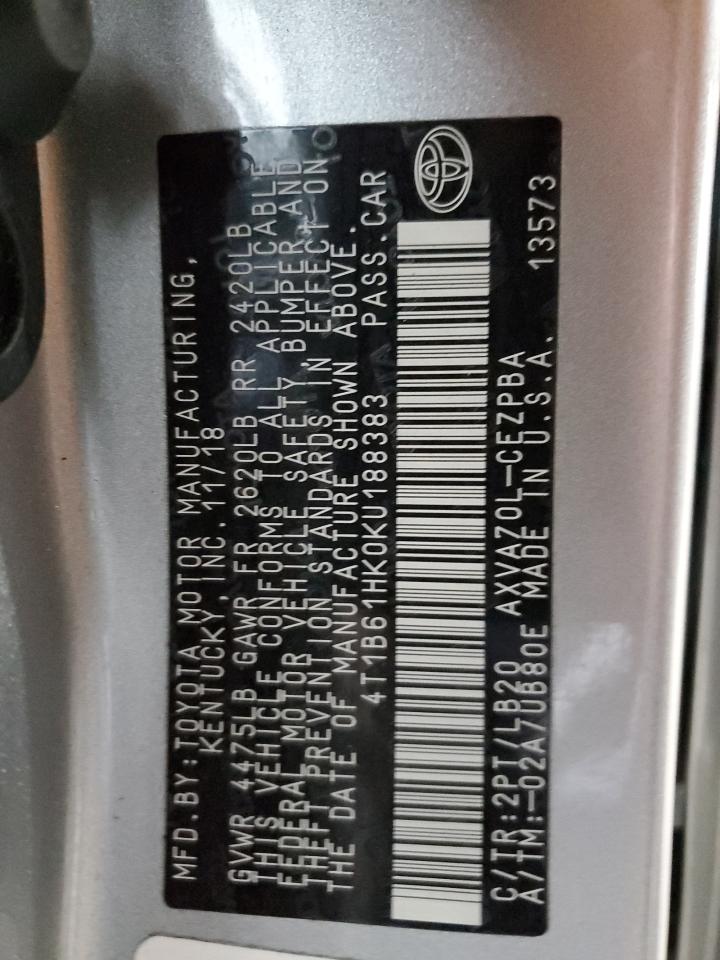 MFD.BY:TOYOTA MOTOR MANUFACTURING,
KENTUCKY, INC. 11/18
GVWR 4475LB GAWR FR 2620LB RR 2420LB
THIS VEHICLE CONFORMS TO ALL APPLICABLE
FEDERAL MOTOR VEHICLE SAFETY, BUMPER, AND
THEFT PREVENTION STANDARDS IN EFFECT ON
THE DATE OF MANUFACTURE SHOWN ABOVE.
4T1B61HK0KU188383 PASS.CAR
C/TR:2PT/LB20 AXVA70L-CEZPBA
A/TM:-02A/UB80E MADE IN U.S.A. 13573